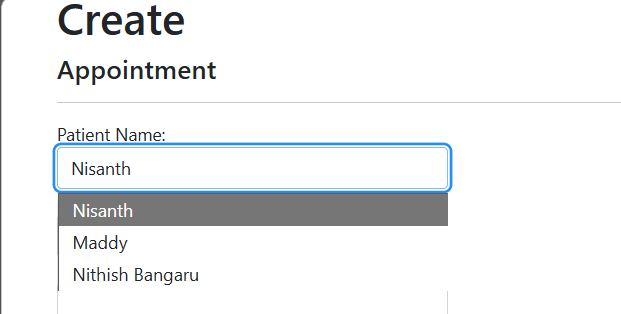 Create
Appointment
Patient Name:
Nisanth
Nisanth
Maddy
Nithish Bangaru